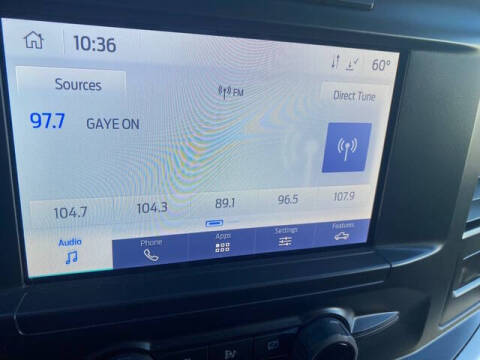 10:36
60°
Sources
FM
Direct Tune
97.7 GAYE ON
104.7 104.3 89.1 96.5 107.9
Audio Phone Apps Settings Features